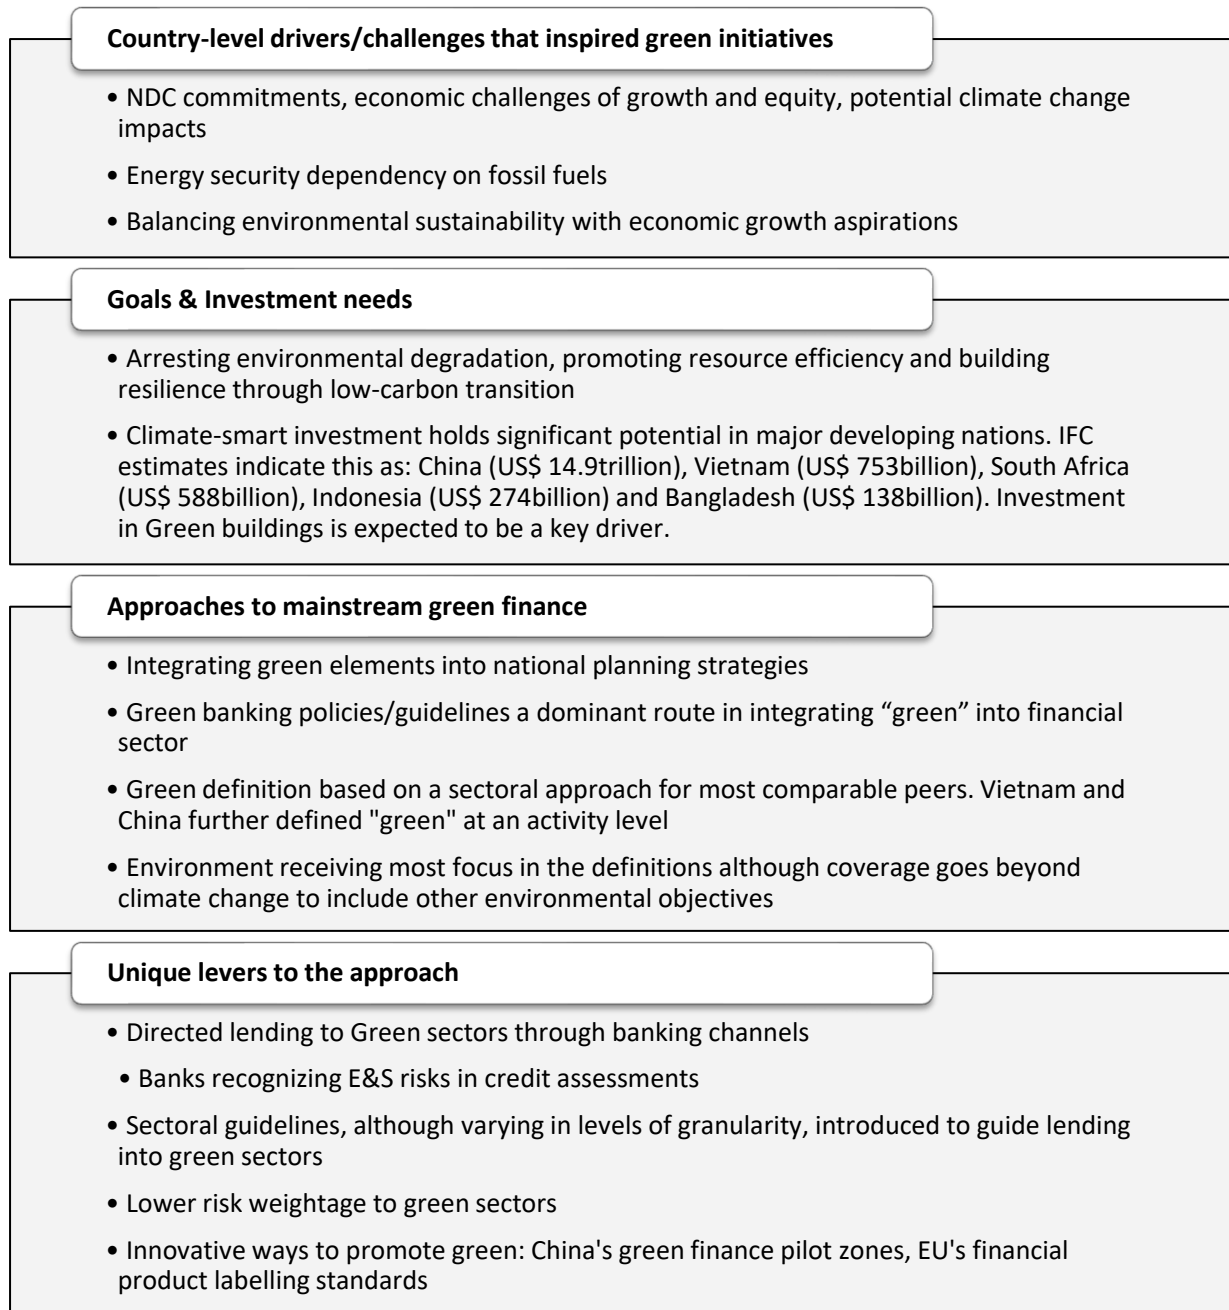 Country-level drivers/challenges that inspired green initiatives
• NDC commitments, economic challenges of growth and equity, potential climate change
impacts
• Energy security dependency on fossil fuels
• Balancing environmental sustainability with economic growth aspirations
Goals & Investment needs
• Arresting environmental degradation, promoting resource efficiency and building
resilience through low-carbon transition
• Climate-smart investment holds significant potential in major developing nations. IFC
estimates indicate this as: China (US$ 14.9trillion), Vietnam (US$ 753billion), South Africa
(US$ 588billion), Indonesia (US$ 274billion) and Bangladesh (US$ 138billion). Investment
in Green buildings is expected to be a key driver.
Approaches to mainstream green finance
• Integrating green elements into national planning strategies
• Green banking policies/guidelines a dominant route in integrating “green” into financial
sector
• Green definition based on a sectoral approach for most comparable peers. Vietnam and
China further defined "green" at an activity level
• Environment receiving most focus in the definitions although coverage goes beyond
climate change to include other environmental objectives
Unique levers to the approach
• Directed lending to Green sectors through banking channels
• Banks recognizing E&S risks in credit assessments
• Sectoral guidelines, although varying in levels of granularity, introduced to guide lending
into green sectors
• Lower risk weightage to green sectors
• Innovative ways to promote green: China's green finance pilot zones, EU's financial
product labelling standards